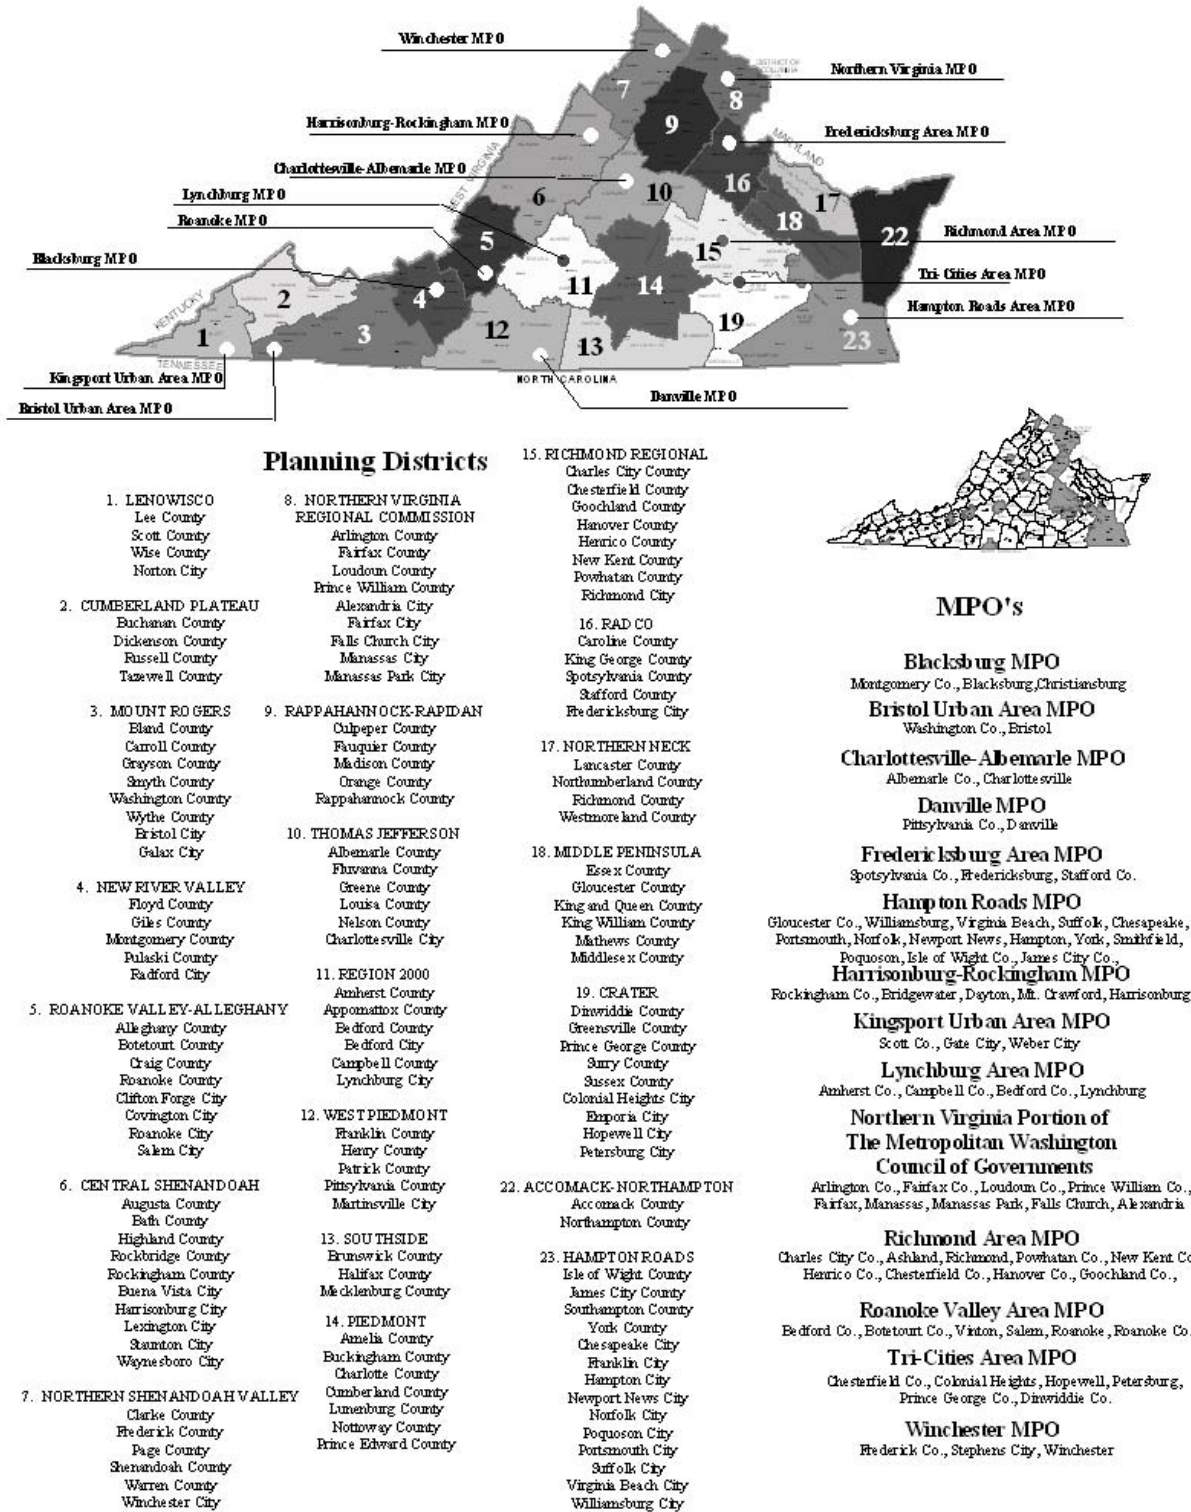 Winchester MPO
Northern Virginia MPO
Harrisonburg-Rockingham MPO
Fredericksburg Area MPO
Charlottesville-Albemarle MPO
Lynchburg MPO
Roanoke MPO
Richmond Area MPO
Blacksburg MPO
Tri-Cities Area MPO
Hampton Roads Area MPO
Kingsport Urban Area MPO
Bristol Urban Area MPO
Danville MPO
DISTRICT OF
COLUMBIA
MARYLAND
WEST VIRGINIA
KENTUCKY
TENNESSEE
NORTH CAROLINA
1
2
3
4
5
6
7
8
9
10
11
12
13
14
15
16
17
18
19
22
23
Planning Districts
1. LENOWISCO
Lee County
Scott County
Wise County
Norton City
2. CUMBERLAND PLATEAU
Buchanan County
Dickenson County
Russell County
Tazewell County
3. MOUNT ROGERS
Bland County
Carroll County
Grayson County
Smyth County
Washington County
Wythe County
Bristol City
Galax City
4. NEW RIVER VALLEY
Floyd County
Giles County
Montgomery County
Pulaski County
Radford City
5. ROANOKE VALLEY-ALLEGHANY
Alleghany County
Botetourt County
Craig County
Roanoke County
Clifton Forge City
Covington City
Roanoke City
Salem City
6. CENTRAL SHENANDOAH
Augusta County
Bath County
Highland County
Rockbridge County
Rockingham County
Buena Vista City
Harrisonburg City
Lexington City
Staunton City
Waynesboro City
7. NORTHERN SHENANDOAH VALLEY
Clarke County
Frederick County
Page County
Shenandoah County
Warren County
Winchester City
8. NORTHERN VIRGINIA
REGIONAL COMMISSION
Arlington County
Fairfax County
Loudoun County
Prince William County
Alexandria City
Fairfax City
Falls Church City
Manassas City
Manassas Park City
9. RAPPAHANNOCK-RAPIDAN
Culpeper County
Fauquier County
Madison County
Orange County
Rappahannock County
10. THOMAS JEFFERSON
Albemarle County
Fluvanna County
Greene County
Louisa County
Nelson County
Charlottesville City
11. REGION 2000
Amherst County
Appomattox County
Bedford County
Bedford City
Campbell County
Lynchburg City
12. WEST PIEDMONT
Franklin County
Henry County
Patrick County
Pittsylvania County
Martinsville City
13. SOUTHSIDE
Brunswick County
Halifax County
Mecklenburg County
14. PIEDMONT
Amelia County
Buckingham County
Charlotte County
Cumberland County
Lunenburg County
Nottoway County
Prince Edward County
15. RICHMOND REGIONAL
Charles City County
Chesterfield County
Goochland County
Hanover County
Henrico County
New Kent County
Powhatan County
Richmond City
16. RADCO
Caroline County
King George County
Spotsylvania County
Stafford County
Fredericksburg City
17. NORTHERN NECK
Lancaster County
Northumberland County
Richmond County
Westmoreland County
18. MIDDLE PENINSULA
Essex County
Gloucester County
King and Queen County
King William County
Mathews County
Middlesex County
19. CRATER
Dinwiddie County
Greensville County
Prince George County
Surry County
Sussex County
Colonial Heights City
Emporia City
Hopewell City
Petersburg City
22. ACCOMACK-NORTHAMPTON
Accomack County
Northampton County
23. HAMPTON ROADS
Isle of Wight County
James City County
Southampton County
York County
Chesapeake City
Franklin City
Hampton City
Newport News City
Norfolk City
Poquoson City
Portsmouth City
Suffolk City
Virginia Beach City
Williamsburg City
MPO's
Blacksburg MPO
Montgomery Co., Blacksburg, Christiansburg
Bristol Urban Area MPO
Washington Co., Bristol
Charlottesville-Albemarle MPO
Albemarle Co., Charlottesville
Danville MPO
Pittsylvania Co., Danville
Fredericksburg Area MPO
Spotsylvania Co., Fredericksburg, Stafford Co.
Hampton Roads MPO
Gloucester Co., Williamsburg, Virginia Beach, Suffolk, Chesapeake,
Portsmouth, Norfolk, Newport News, Hampton, York, Smithfield,
Poquoson, Isle of Wight Co., James City Co.,
Harrisonburg-Rockingham MPO
Rockingham Co., Bridgewater, Dayton, Mt. Crawford, Harrisonburg
Kingsport Urban Area MPO
Scott Co., Gate City, Weber City
Lynchburg Area MPO
Amherst Co., Campbell Co., Bedford Co., Lynchburg
Northern Virginia Portion of
The Metropolitan Washington
Council of Governments
Arlington Co., Fairfax Co., Loudoun Co., Prince William Co.,
Fairfax, Manassas, Manassas Park, Falls Church, Alexandria
Richmond Area MPO
Charles City Co., Ashland, Richmond, Powhatan Co., New Kent Co
Henrico Co., Chesterfield Co., Hanover Co., Goochland Co.,
Roanoke Valley Area MPO
Bedford Co., Botetourt Co., Vinton, Salem, Roanoke, Roanoke Co.
Tri-Cities Area MPO
Chesterfield Co., Colonial Heights, Hopewell, Petersburg,
Prince George Co., Dinwiddie Co.
Winchester MPO
Frederick Co., Stephens City, Winchester